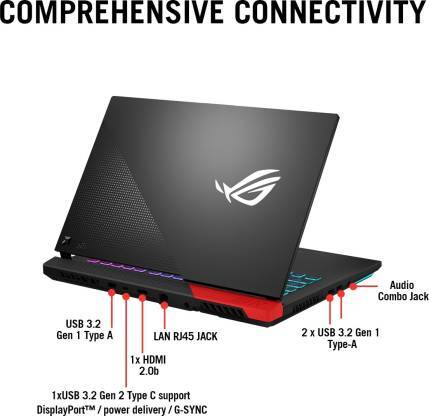 COMPREHENSIVE CONNECTIVITY
Audio
Combo Jack
USB 3.2
Gen 1 Type A
LAN RJ45 JACK
2 x USB 3.2 Gen 1
Type-A
1x HDMI
2.0b
1xUSB 3.2 Gen 2 Type C support
DisplayPort™ / power delivery / G-SYNC